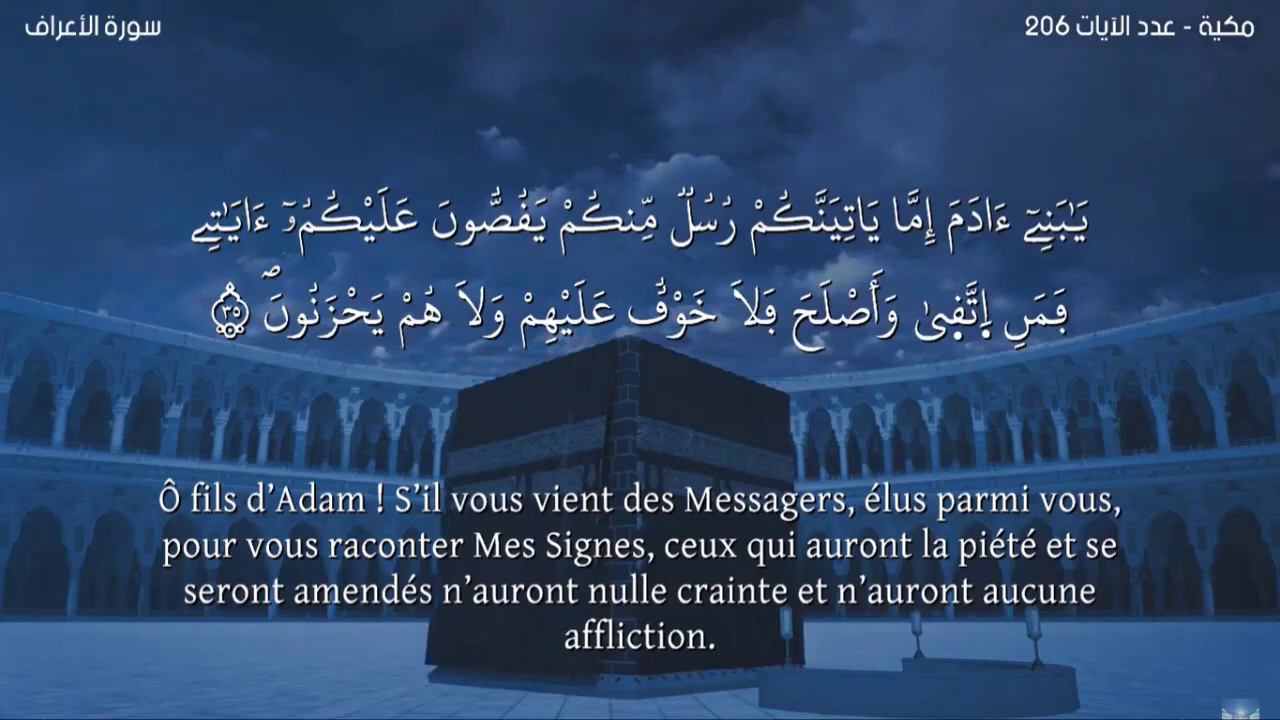 سورة الأعراف
مكية - عدد الآيات 206
يَٰبَنِےٓ ءَادَمَ إِمَّا يَاتِيَنَّكُمْ رُسُلٌ مِّنكُمْ يَقُصُّونَ عَلَيْكُمُۥٓ ءَايَٰتِے
فَمَنِ اِ۪تَّق۪ىٰ وَأَصْلَحَ فَلَا خَوْفٌ عَلَيْهِمْ وَلَا هُمْ يَحْزَنُونَۖ ٣٥
Ô fils d’Adam ! S’il vous vient des Messagers, élus parmi vous,
pour vous raconter Mes Signes, ceux qui auront la piété et se
seront amendés n’auront nulle crainte et n’auront aucune
affliction.